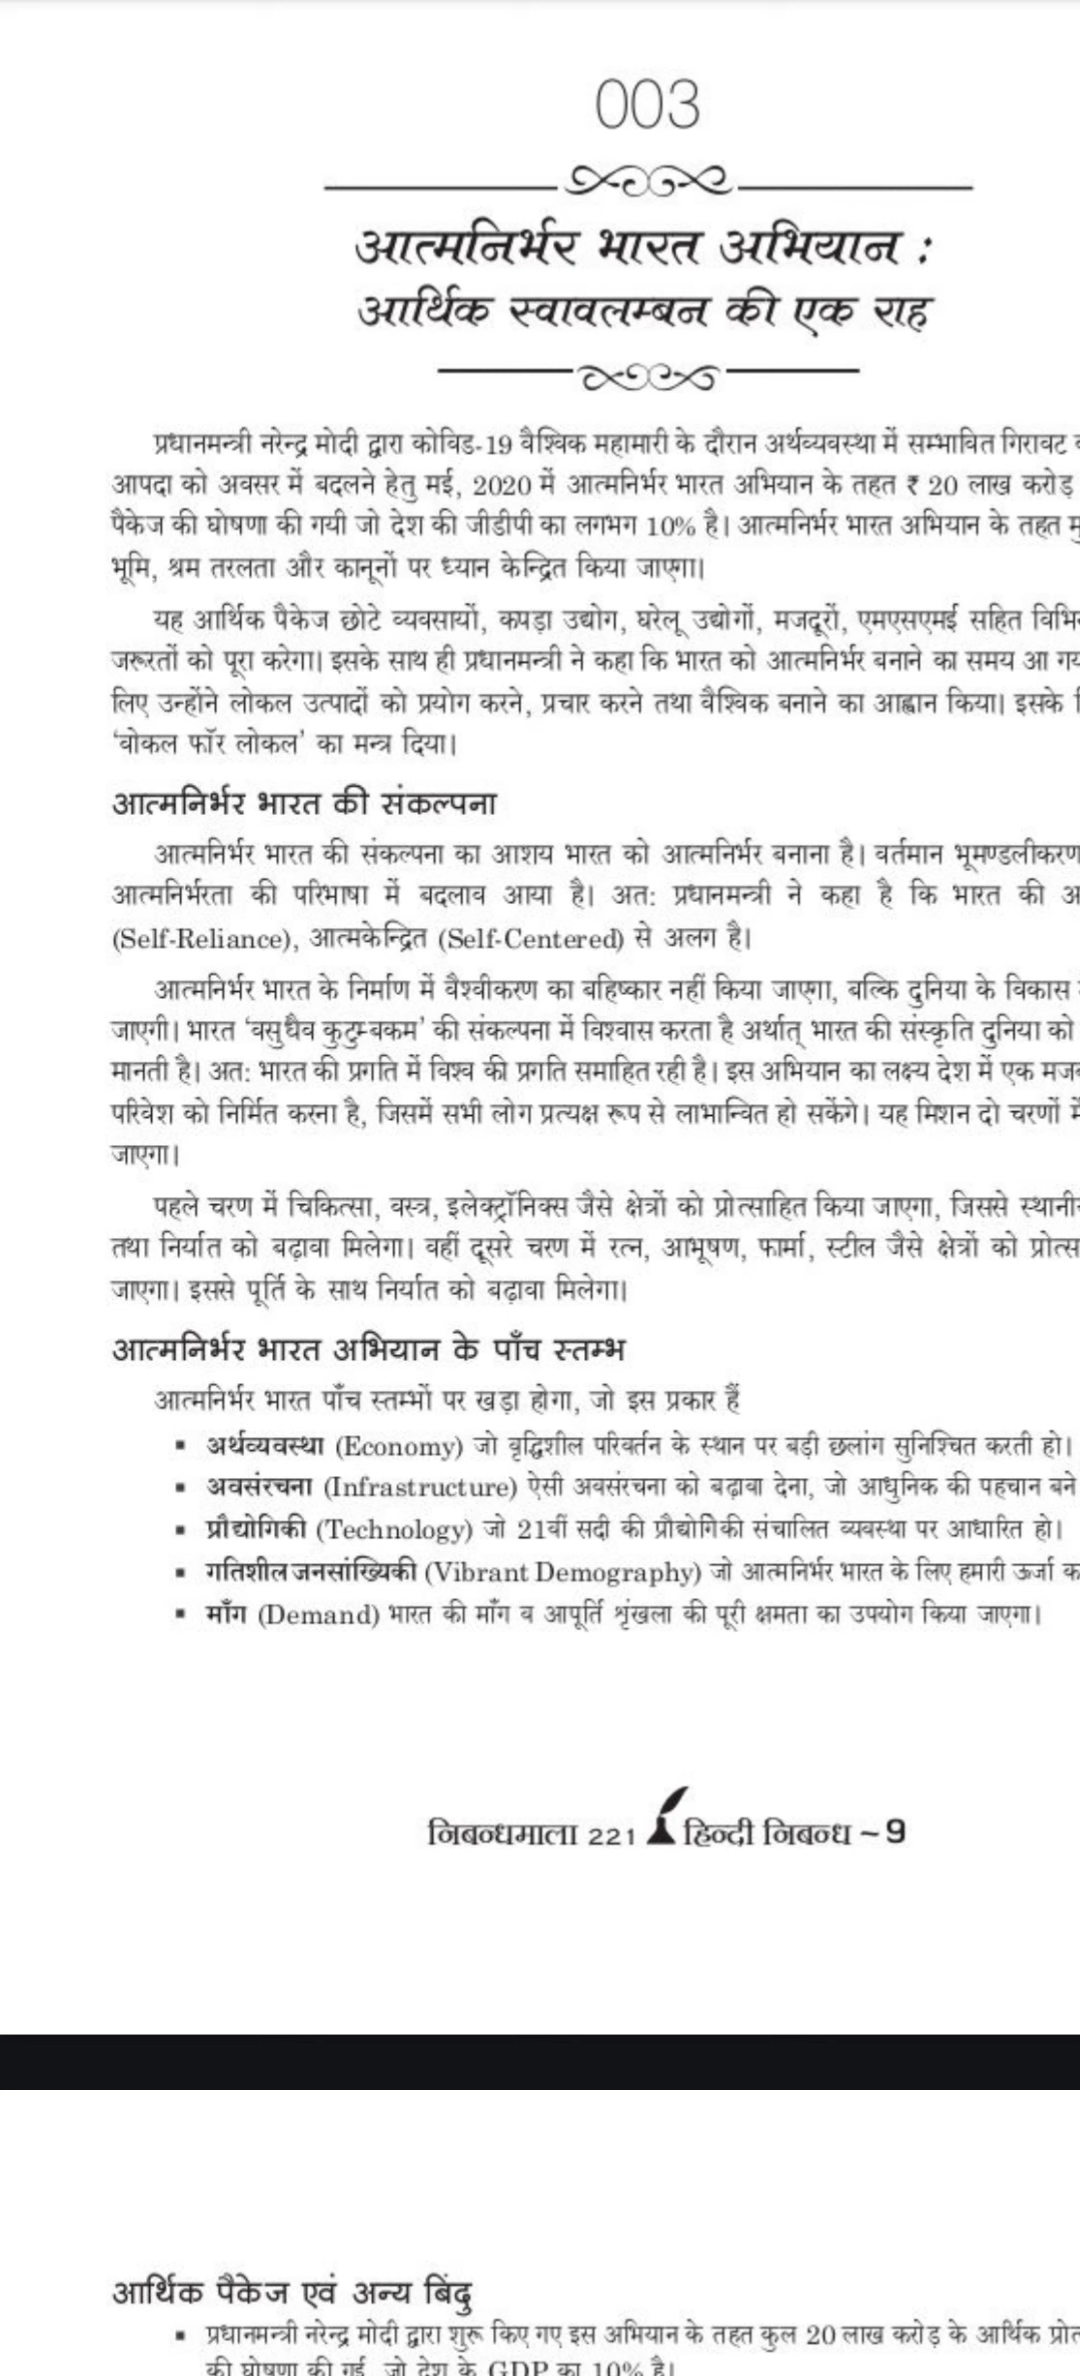 003
आत्मनिर्भर भारत अभियान :
आर्थिक स्वावलम्बन की एक राह
प्रधानमन्त्री नरेन्द्र मोदी द्वारा कोविड-19 वैश्विक महामारी के दौरान अर्थव्यवस्था में सम्भावित गिरावट
आपदा को अवसर में बदलने हेतु मई, 2020 में आत्मनिर्भर भारत अभियान के तहत ₹ 20 लाख करोड़
पैकेज की घोषणा की गयी जो देश की जीडीपी का लगभग 10% है। आत्मनिर्भर भारत अभियान के तहत
भूमि, श्रम तरलता और कानूनों पर ध्यान केन्द्रित किया जाएगा।
यह आर्थिक पैकेज छोटे व्यवसायों, कपड़ा उद्योग, घरेलू उद्योगों, मजदूरों, एमएसएमई सहित
जरूरतों को पूरा करेगा। इसके साथ ही प्रधानमन्त्री ने कहा कि भारत को आत्मनिर्भर बनाने का समय आ
लिए उन्होंने लोकल उत्पादों को प्रयोग करने, प्रचार करने तथा वैश्विक बनाने का आह्वान किया। इसके
‘वोकल फॉर लोकल’ का मन्त्र दिया।
आत्मनिर्भर भारत की संकल्पना
आत्मनिर्भर भारत की संकल्पना का आशय भारत को आत्मनिर्भर बनाना है। वर्तमान भूमण्डलीकरण
आत्मनिर्भरता की परिभाषा में बदलाव आया है। अत: प्रधानमन्त्री ने कहा है कि भारत की
(Self-Reliance), आत्मकेन्द्रित (Self-Centered) से अलग है।
आत्मनिर्भर भारत के निर्माण में वैश्वीकरण का बहिष्कार नहीं किया जाएगा, बल्कि दुनिया के विकास
जाएगी। भारत ‘वसुधैव कुटुम्बकम’ की संकल्पना में विश्वास करता है अर्थात् भारत की संस्कृति दुनिया को
मानती है। अत: भारत की प्रगति में विश्व की प्रगति समाहित रही है। इस अभियान का लक्ष्य देश में एक
परिवेश को निर्मित करना है, जिसमें सभी लोग प्रत्यक्ष रूप से लाभान्वित हो सकेंगे। यह मिशन दो चरणों
जाएगा।
पहले चरण में चिकित्सा, वस्त्र, इलेक्ट्रॉनिक्स जैसे क्षेत्रों को प्रोत्साहित किया जाएगा, जिससे
तथा निर्यात को बढ़ावा मिलेगा। वहीं दूसरे चरण में रत्न, आभूषण, फार्मा, स्टील जैसे क्षेत्रों को
जाएगा। इससे पूर्ति के साथ निर्यात को बढ़ावा मिलेगा।
आत्मनिर्भर भारत अभियान के पाँच स्तम्भ
आत्मनिर्भर भारत पाँच स्तम्भों पर खड़ा होगा, जो इस प्रकार हैं
▪ अर्थव्यवस्था (Economy) जो वृद्धिशील परिवर्तन के स्थान पर बड़ी छलांग सुनिश्चित करती हो।
▪ अवसंरचना (Infrastructure) ऐसी अवसंरचना को बढ़ावा देना, जो आधुनिक की पहचान बने
▪ प्रौद्योगिकी (Technology) जो 21वीं सदी की प्रौद्योगिकी संचालित व्यवस्था पर आधारित हो।
▪ गतिशील जनसांख्यिकी (Vibrant Demography) जो आत्मनिर्भर भारत के लिए हमारी ऊर्जा
▪ माँग (Demand) भारत की माँग व आपूर्ति शृंखला की पूरी क्षमता का उपयोग किया जाएगा।
निबन्धमाला 221 हिन्दी निबन्ध ~ 9
आर्थिक पैकेज एवं अन्य बिंदु
▪ प्रधानमन्त्री नरेन्द्र मोदी द्वारा शुरू किए गए इस अभियान के तहत कुल 20 लाख करोड़ के आर्थिक
की घोषणा की गई, जो देश के GDP का 10% है।